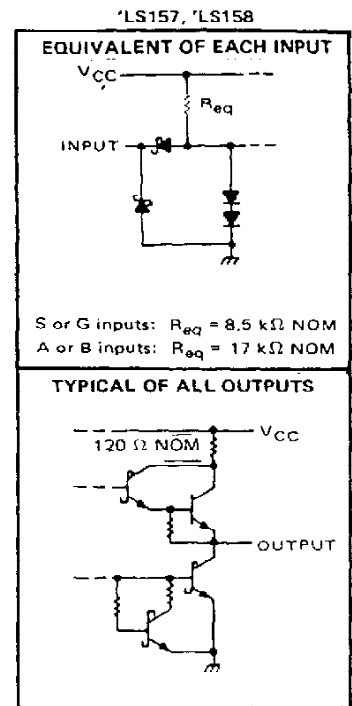 'LS157, 'LS158
EQUIVALENT OF EACH INPUT
VCC
Req
INPUT
S or G inputs: Req = 8.5 kΩ NOM
A or B inputs: Req = 17 kΩ NOM
TYPICAL OF ALL OUTPUTS
VCC
120 Ω NOM
OUTPUT